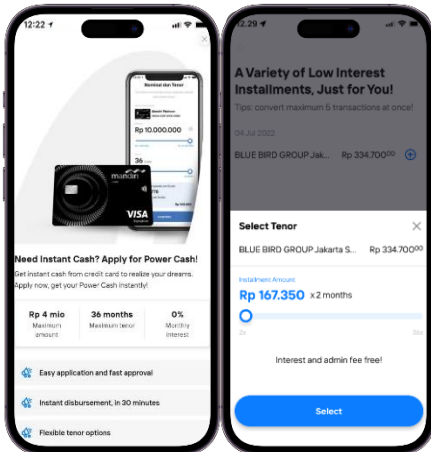 12:22
Nominal dan Tenor
Rp 10.000.000
36
mandiri
VISA
Signature
Need Instant Cash? Apply for Power Cash!
Get instant cash from credit card to realize your dreams.
Apply now, get your Power Cash instantly!
Rp 4 mio
Maximum
amount
36 months
Maximum tenor
0%
Monthly
interest
Easy application and fast approval
Instant disbursement, in 30 minutes
Flexible tenor options
12.29
A Variety of Low Interest
Installments, Just for You!
Tips: convert maximum 5 transactions at once!
04 Jul 2022
BLUE BIRD GROUP Jak... Rp 334.700⁰⁰
Select Tenor
BLUE BIRD GROUP Jakarta S... Rp 334.700⁰⁰
Installment Amount
Rp 167.350 x 2 months
2x 36x
Interest and admin fee free!
Select